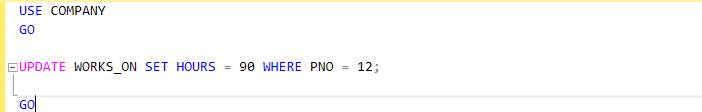 USE COMPANY
GO
UPDATE WORKS_ON SET HOURS = 90 WHERE PNO = 12;
GO